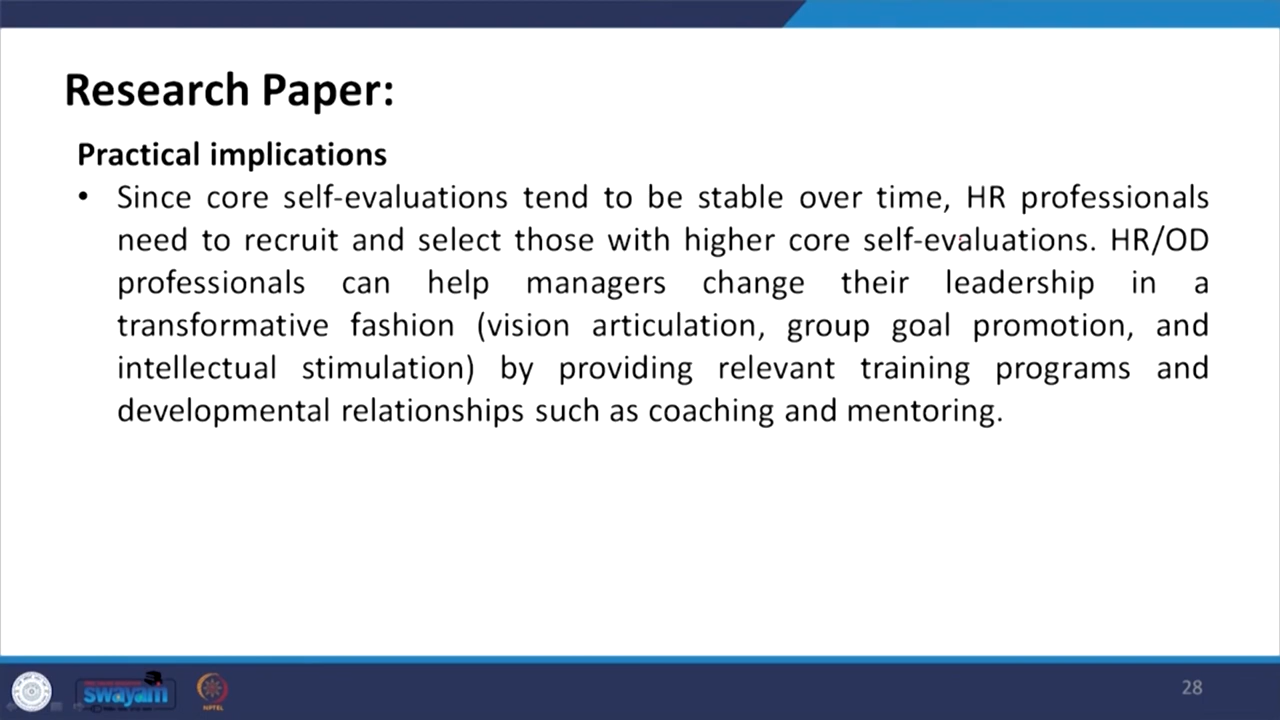 Research Paper:
Practical implications
• Since core self-evaluations tend to be stable over time, HR professionals
need to recruit and select those with higher core self-evaluations. HR/OD
professionals can help managers change their leadership in a
transformative fashion (vision articulation, group goal promotion, and
intellectual stimulation) by providing relevant training programs and
developmental relationships such as coaching and mentoring.
swayam
NPTEL
28